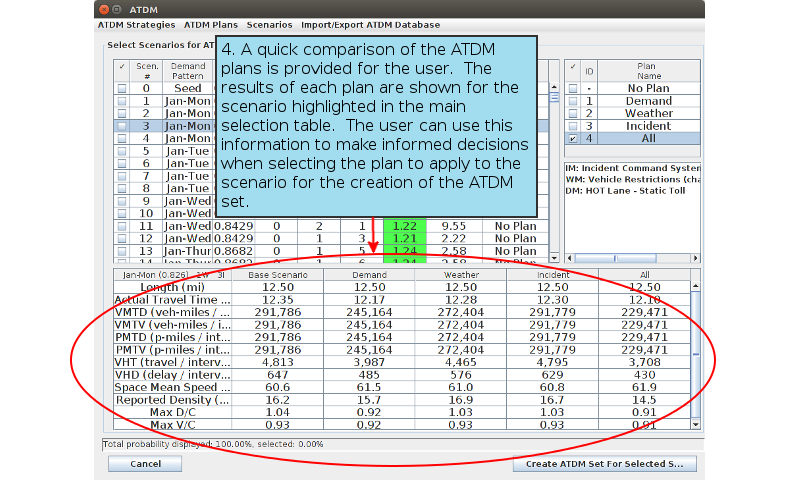 ATDM
ATDM Strategies ATDM Plans Scenarios Import/Export ATDM Database
Select Scenarios for AT
4. A quick comparison of the ATDM
plans is provided for the user. The
results of each plan are shown for the
scenario highlighted in the main
selection table. The user can use this
information to make informed decisions
when selecting the plan to apply to the
scenario for the creation of the ATDM
set.
✓ Scen. # Demand Pattern
0 Seed
1 Jan-Mon
2 Jan-Mon
3 Jan-Mon
4 Jan-Mon
5 Jan-Tue
6 Jan-Tue
7 Jan-Tue
8 Jan-Tue
9 Jan-Wed
10 Jan-Wed
11 Jan-Wed 0.8429 0 2 1 1.22 9.55 No Plan
12 Jan-Wed 0.8429 0 1 3 1.21 2.22 No Plan
13 Jan-Thur 0.8682 0 1 5 1.24 2.58 No Plan
✓ ID Plan Name
- No Plan
1 Demand
2 Weather
3 Incident
4 All
IM: Incident Command System
WM: Vehicle Restrictions (cha
DM: HOT Lane - Static Toll
Jan-Mon (0.826) 1W 3I Base Scenario Demand Weather Incident All
Length (mi) 12.50 12.50 12.50 12.50 12.50
Actual Travel Time ... 12.35 12.17 12.28 12.30 12.10
VMTD (veh-miles / ... 291,786 245,164 272,404 291,779 229,471
VMTV (veh-miles / i... 291,786 245,164 272,404 291,779 229,471
PMTD (p-miles / int... 291,786 245,164 272,404 291,779 229,471
PMTV (p-miles / int... 291,786 245,164 272,404 291,779 229,471
VHT (travel / interv... 4,813 3,987 4,465 4,795 3,708
VHD (delay / interv... 647 485 576 629 430
Space Mean Speed ... 60.6 61.5 61.0 60.8 61.9
Reported Density (... 16.2 15.7 16.9 16.7 14.5
Max D/C 1.04 0.92 1.03 1.03 0.91
Max V/C 0.93 0.92 0.93 0.93 0.91
Total probability displayed: 100.00%, selected: 0.00%
Cancel
Create ATDM Set For Selected S...